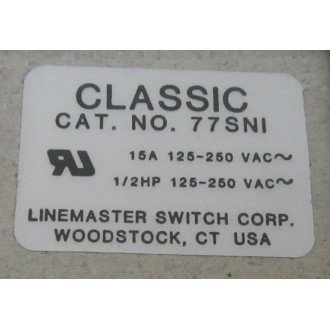 CLASSIC
CAT. NO. 77SNI
15A 125-250 VAC~
1/2HP 125-250 VAC~
LINEMASTER SWITCH CORP.
WOODSTOCK, CT USA